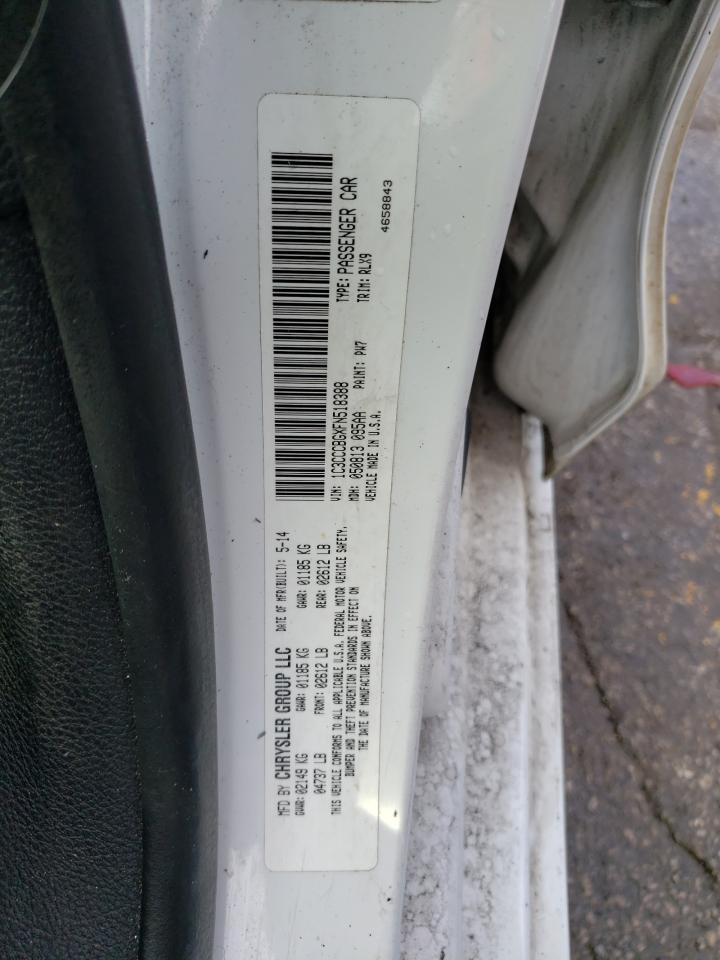 MFD BY CHRYSLER GROUP LLC DATE OF MFR(BUILT): 5-14
GVWR: 02149 KG GAWR: 01185 KG GAWR: 01185 KG
04737 LB FRONT: 02612 LB REAR: 02612 LB
THIS VEHICLE CONFORMS TO ALL APPLICABLE U.S.A. FEDERAL MOTOR VEHICLE SAFETY,
BUMPER AND THEFT PREVENTION STANDARDS IN EFFECT ON
THE DATE OF MANUFACTURE SHOWN ABOVE.
VIN: 1C3CCCBGXFN518388 TYPE: PASSENGER CAR
MDH: 050813 095AA PAINT: PW7 TRIM: RLX9
VEHICLE MADE IN U.S.A. 4658843